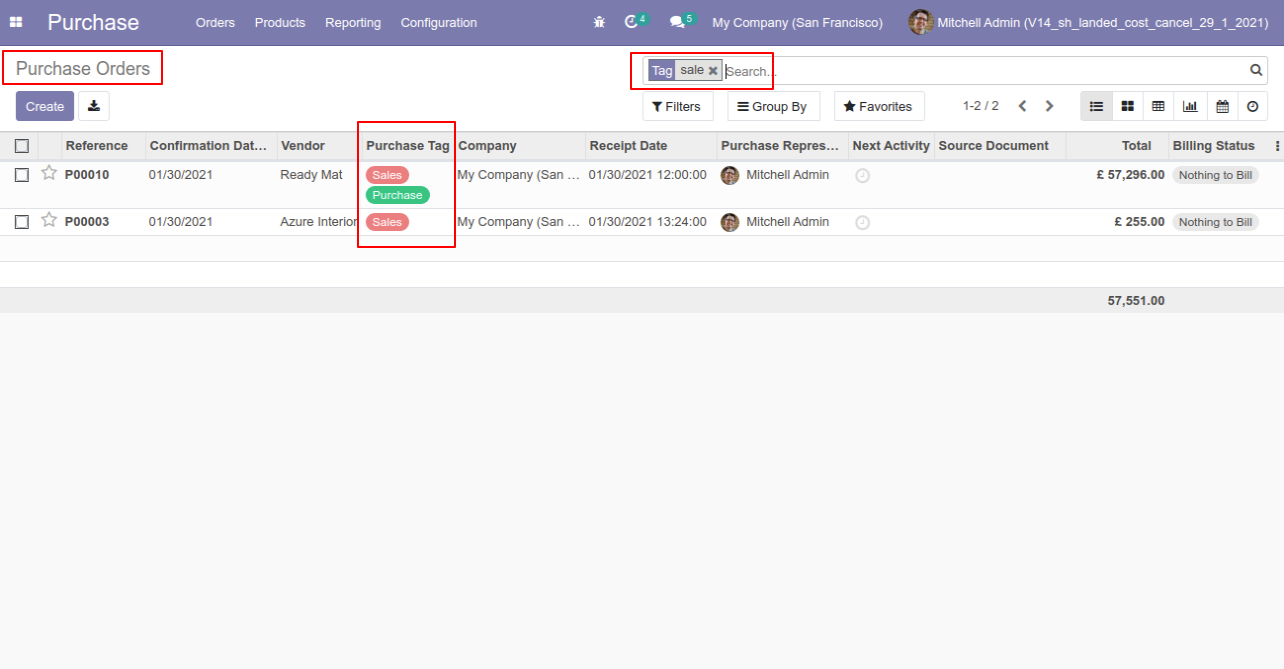 Purchase Orders Products Reporting Configuration 4 5 My Company (San Francisco) Mitchell Admin (V14_sh_landed_cost_cancel_29_1_2021)
Purchase Orders Tag sale Search...
Create Filters Group By Favorites 1-2 / 2
Reference Confirmation Dat... Vendor Purchase Tag Company Receipt Date Purchase Repres... Next Activity Source Document Total Billing Status
P00010 01/30/2021 Ready Mat Sales My Company (San ... 01/30/2021 12:00:00 Mitchell Admin £ 57,296.00 Nothing to Bill
Purchase
P00003 01/30/2021 Azure Interior Sales My Company (San ... 01/30/2021 13:24:00 Mitchell Admin £ 255.00 Nothing to Bill
57,551.00